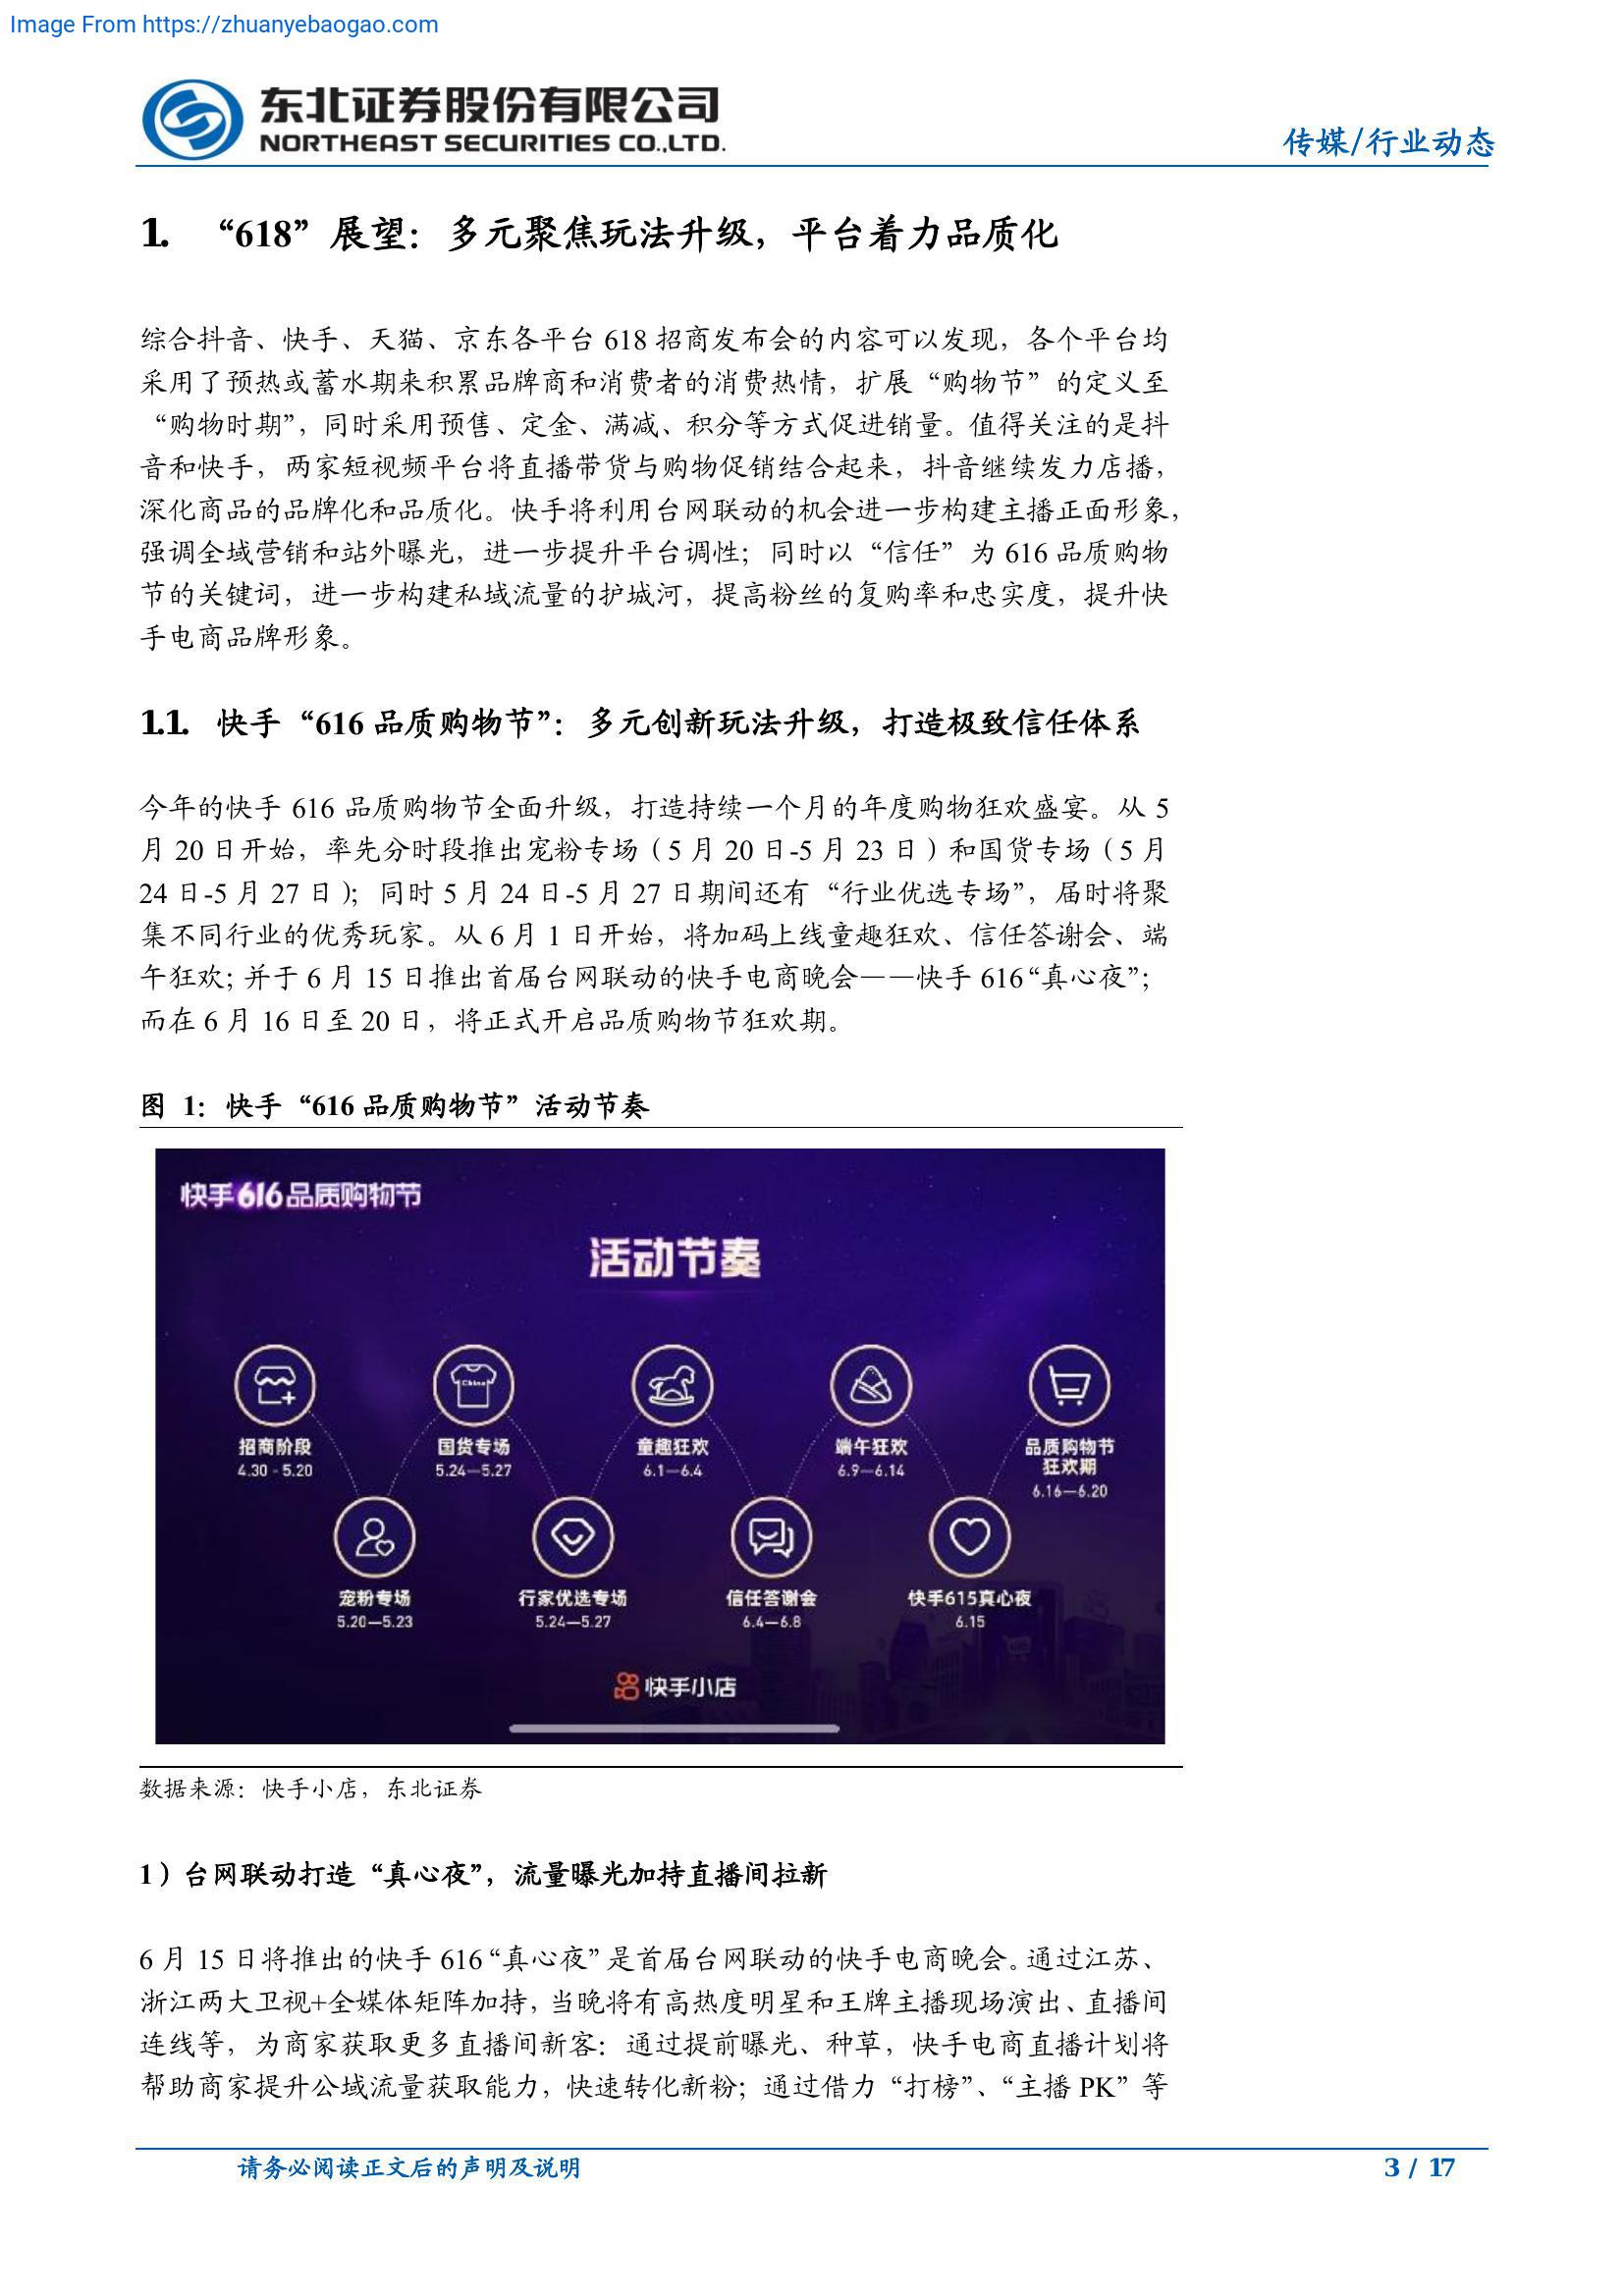 Image From https://zhuanyebaogao.com
东北证券股份有限公司
NORTHEAST SECURITIES CO.,LTD.
传媒/行业动态
1. “618”展望：多元聚焦玩法升级，平台着力品质化
综合抖音、快手、天猫、京东各平台 618 招商发布会的内容可以发现，各个平台均
采用了预热或蓄水期来积累品牌商和消费者的消费热情，扩展“购物节”的定义至
“购物时期”，同时采用预售、定金、满减、积分等方式促进销量。值得关注的是抖
音和快手，两家短视频平台将直播带货与购物促销结合起来，抖音继续发力店播，
深化商品的品牌化和品质化。快手将利用台网联动的机会进一步构建主播正面形象，
强调全域营销和站外曝光，进一步提升平台调性；同时以“信任”为 616 品质购物
节的关键词，进一步构建私域流量的护城河，提高粉丝的复购率和忠实度，提升快
手电商品牌形象。
1.1. 快手“616 品质购物节”：多元创新玩法升级，打造极致信任体系
今年的快手 616 品质购物节全面升级，打造持续一个月的年度购物狂欢盛宴。从 5
月 20 日开始，率先分时段推出宠粉专场（5 月 20 日-5 月 23 日）和国货专场（5 月
24 日-5 月 27 日）；同时 5 月 24 日-5 月 27 日期间还有“行业优选专场”，届时将聚
集不同行业的优秀玩家。从 6 月 1 日开始，将加码上线童趣狂欢、信任答谢会、端
午狂欢；并于 6 月 15 日推出首届台网联动的快手电商晚会——快手 616“真心夜”；
而在 6 月 16 日至 20 日，将正式开启品质购物节狂欢期。
图 1：快手“616 品质购物节”活动节奏
快手616品质购物节
活动节奏
China
招商阶段
4.30 - 5.20
国货专场
5.24—5.27
童趣狂欢
6.1—6.4
端午狂欢
6.9—6.14
品质购物节
狂欢期
6.16—6.20
宠粉专场
5.20—5.23
行家优选专场
5.24—5.27
信任答谢会
6.4—6.8
快手615真心夜
6.15
快手小店
数据来源：快手小店，东北证券
1）台网联动打造“真心夜”，流量曝光加持直播间拉新
6 月 15 日将推出的快手 616“真心夜”是首届台网联动的快手电商晚会。通过江苏、
浙江两大卫视+全媒体矩阵加持，当晚将有高热度明星和王牌主播现场演出、直播间
连线等，为商家获取更多直播间新客：通过提前曝光、种草，快手电商直播计划将
帮助商家提升公域流量获取能力，快速转化新粉；通过借力“打榜”、“主播 PK”等
请务必阅读正文后的声明及说明
3 / 17